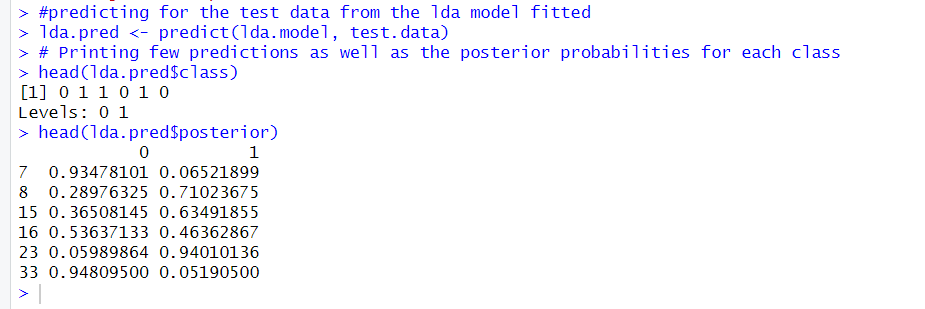 > #predicting for the test data from the lda model fitted
> lda.pred <- predict(lda.model, test.data)
> # Printing few predictions as well as the posterior probabilities for each class
> head(lda.pred$class)
[1] 0 1 1 0 1 0
Levels: 0 1
> head(lda.pred$posterior)
            0          1
7  0.93478101 0.06521899
8  0.28976325 0.71023675
15 0.36508145 0.63491855
16 0.53637133 0.46362867
23 0.05989864 0.94010136
33 0.94809500 0.05190500
>